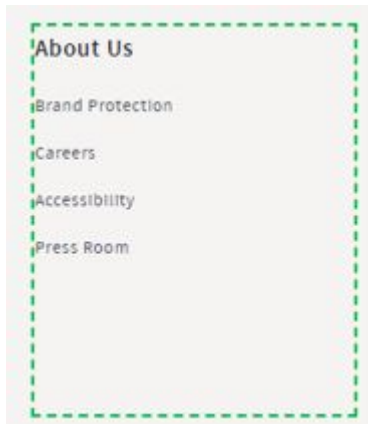 About Us
Brand Protection
Careers
Accessibility
Press Room